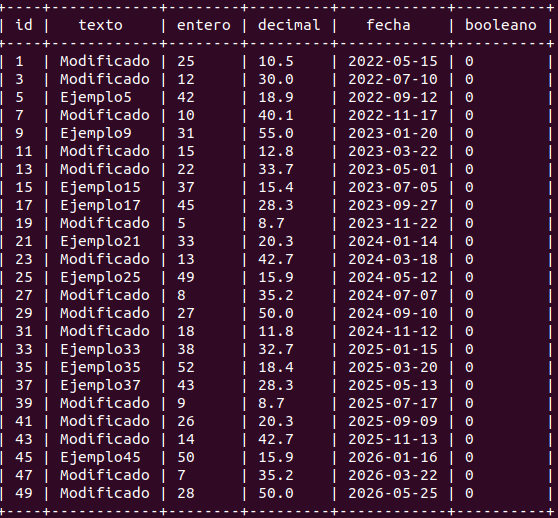 +----+------------+--------+---------+------------+----------+
| id |   texto    | entero | decimal |   fecha    | booleano |
+----+------------+--------+---------+------------+----------+
| 1  | Modificado | 25     | 10.5    | 2022-05-15 | 0        |
| 3  | Modificado | 12     | 30.0    | 2022-07-10 | 0        |
| 5  | Ejemplo5   | 42     | 18.9    | 2022-09-12 | 0        |
| 7  | Modificado | 10     | 40.1    | 2022-11-17 | 0        |
| 9  | Ejemplo9   | 31     | 55.0    | 2023-01-20 | 0        |
| 11 | Modificado | 15     | 12.8    | 2023-03-22 | 0        |
| 13 | Modificado | 22     | 33.7    | 2023-05-01 | 0        |
| 15 | Ejemplo15  | 37     | 15.4    | 2023-07-05 | 0        |
| 17 | Ejemplo17  | 45     | 28.3    | 2023-09-27 | 0        |
| 19 | Modificado | 5      | 8.7     | 2023-11-22 | 0        |
| 21 | Ejemplo21  | 33     | 20.3    | 2024-01-14 | 0        |
| 23 | Modificado | 13     | 42.7    | 2024-03-18 | 0        |
| 25 | Ejemplo25  | 49     | 15.9    | 2024-05-12 | 0        |
| 27 | Modificado | 8      | 35.2    | 2024-07-07 | 0        |
| 29 | Modificado | 27     | 50.0    | 2024-09-10 | 0        |
| 31 | Modificado | 18     | 11.8    | 2024-11-12 | 0        |
| 33 | Ejemplo33  | 38     | 32.7    | 2025-01-15 | 0        |
| 35 | Ejemplo35  | 52     | 18.4    | 2025-03-20 | 0        |
| 37 | Ejemplo37  | 43     | 28.3    | 2025-05-13 | 0        |
| 39 | Modificado | 9      | 8.7     | 2025-07-17 | 0        |
| 41 | Modificado | 26     | 20.3    | 2025-09-09 | 0        |
| 43 | Modificado | 14     | 42.7    | 2025-11-13 | 0        |
| 45 | Ejemplo45  | 50     | 15.9    | 2026-01-16 | 0        |
| 47 | Modificado | 7      | 35.2    | 2026-03-22 | 0        |
| 49 | Modificado | 28     | 50.0    | 2026-05-25 | 0        |
+----+------------+--------+---------+------------+----------+